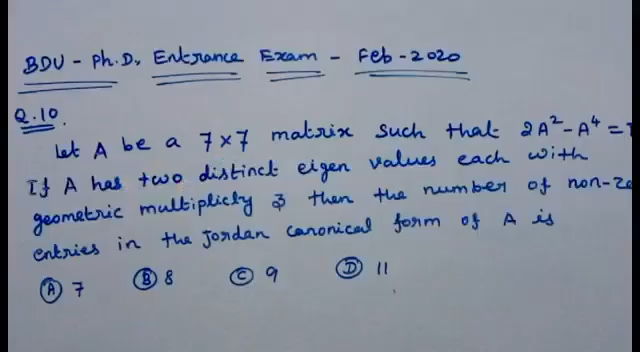 BDU - Ph.D, Entrance Exam - Feb - 2020
Q.10.
Let A be a 7×7 matrix such that 2A² - A⁴ =
If A has two distinct eigen values each with
geometric multiplicty 3 then the number of non-ze
entries in the Jordan canonical form of A is
Ⓐ 7 Ⓑ 8 Ⓒ 9 Ⓓ 11